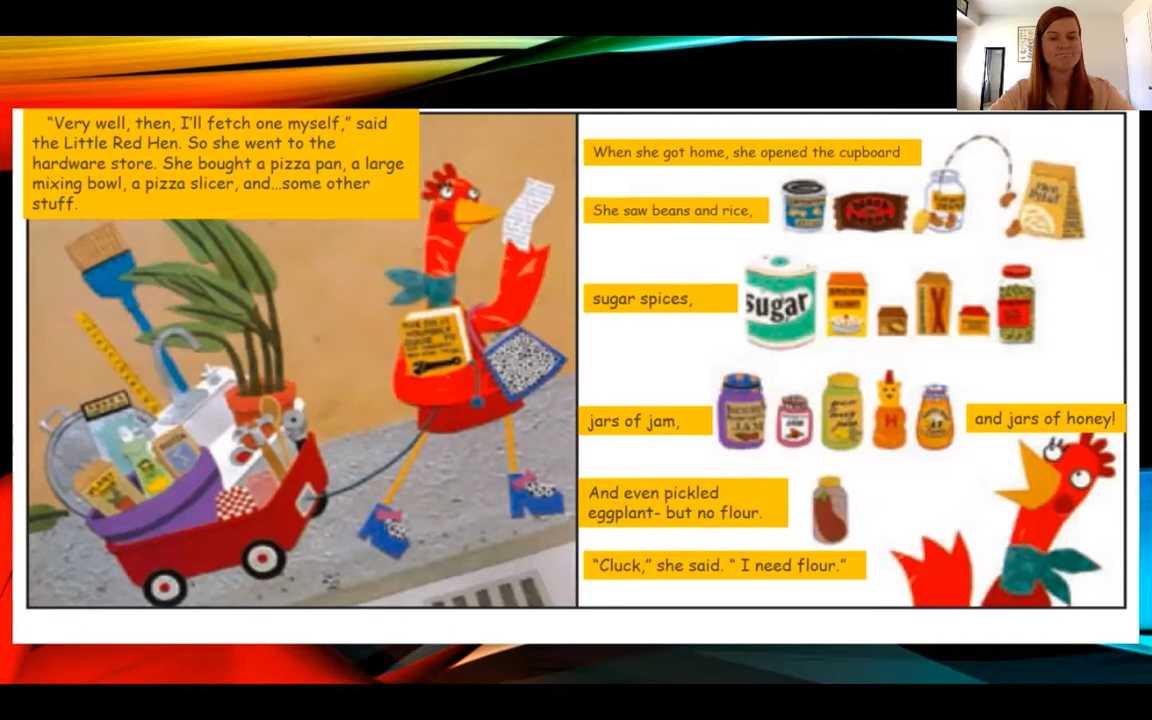 “Very well, then, I’ll fetch one myself,” said
the Little Red Hen. So she went to the
hardware store. She bought a pizza pan, a large
mixing bowl, a pizza slicer, and…some other
stuff.
When she got home, she opened the cupboard
She saw beans and rice,
black
sugar spices,
sugar
jars of jam,
JAM
H
and jars of honey!
And even pickled
eggplant- but no flour.
“Cluck,” she said. “ I need flour.”